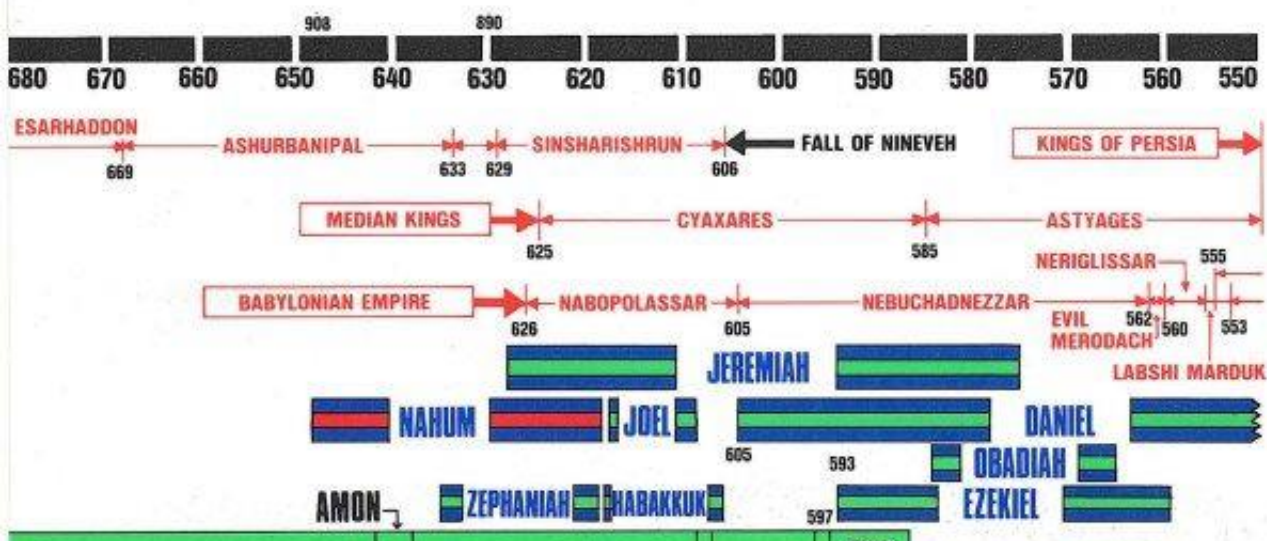 908 890
680 670 660 650 640 630 620 610 600 590 580 570 560 550
ESARHADDON
ASHURBANIPAL SINSHARISHRUN FALL OF NINEVEH KINGS OF PERSIA
669 633 629 606
MEDIAN KINGS CYAXARES ASTYAGES
625 585
NERIGLISSAR 555
BABYLONIAN EMPIRE NABOPOLASSAR NEBUCHADNEZZAR
626 605 562 560 553
EVIL
MERODACH
LABSHI MARDUK
JEREMIAH
NAHUM JOEL DANIEL
605 593
OBADIAH
AMON ZEPHANIAH HABAKKUK EZEKIEL
597